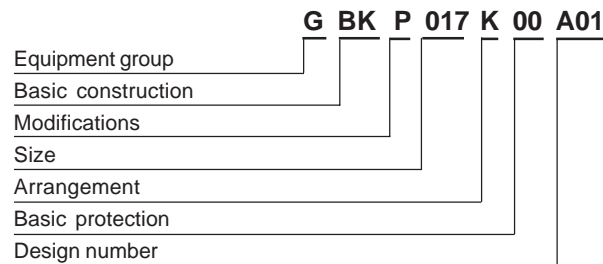 G BK P 017 K 00 A01
Equipment group
Basic construction
Modifications
Size
Arrangement
Basic protection
Design number